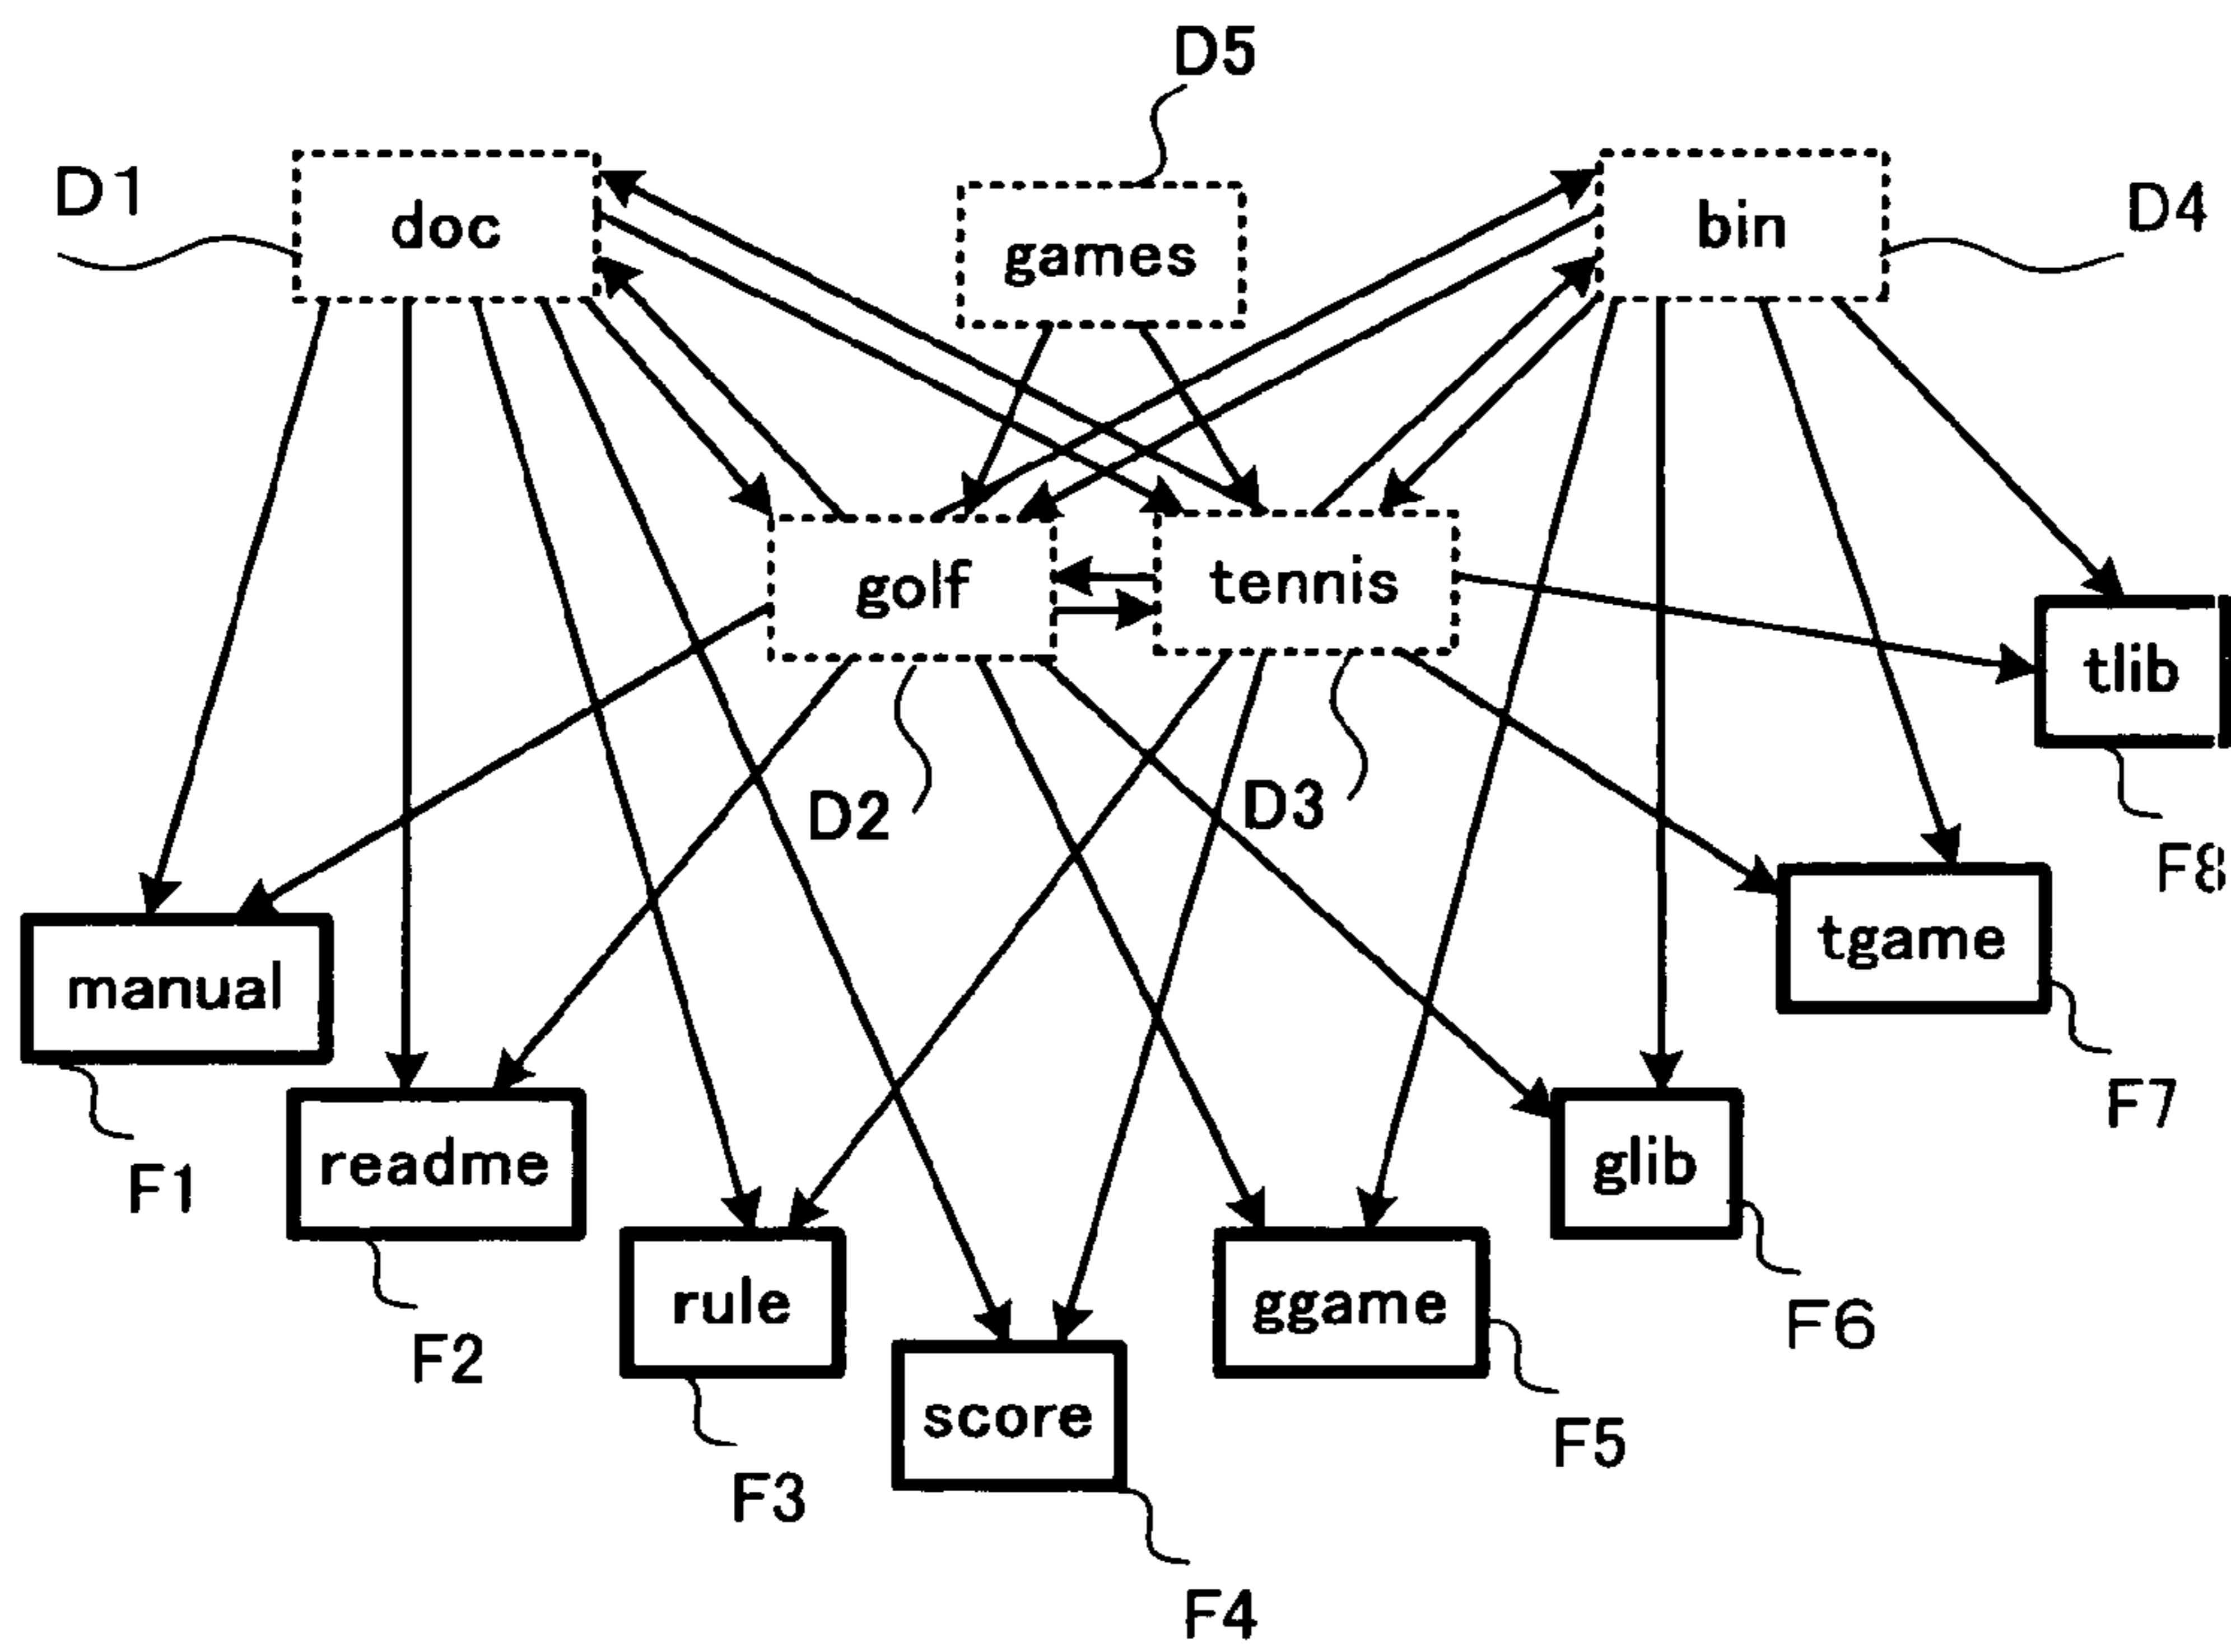 D5
D1
doc
games
bin
D4
golf
tennis
tlib
D2
D3
F8
manual
tgame
F1
readme
glib
F7
F2
rule
ggame
F6
F3
score
F5
F4